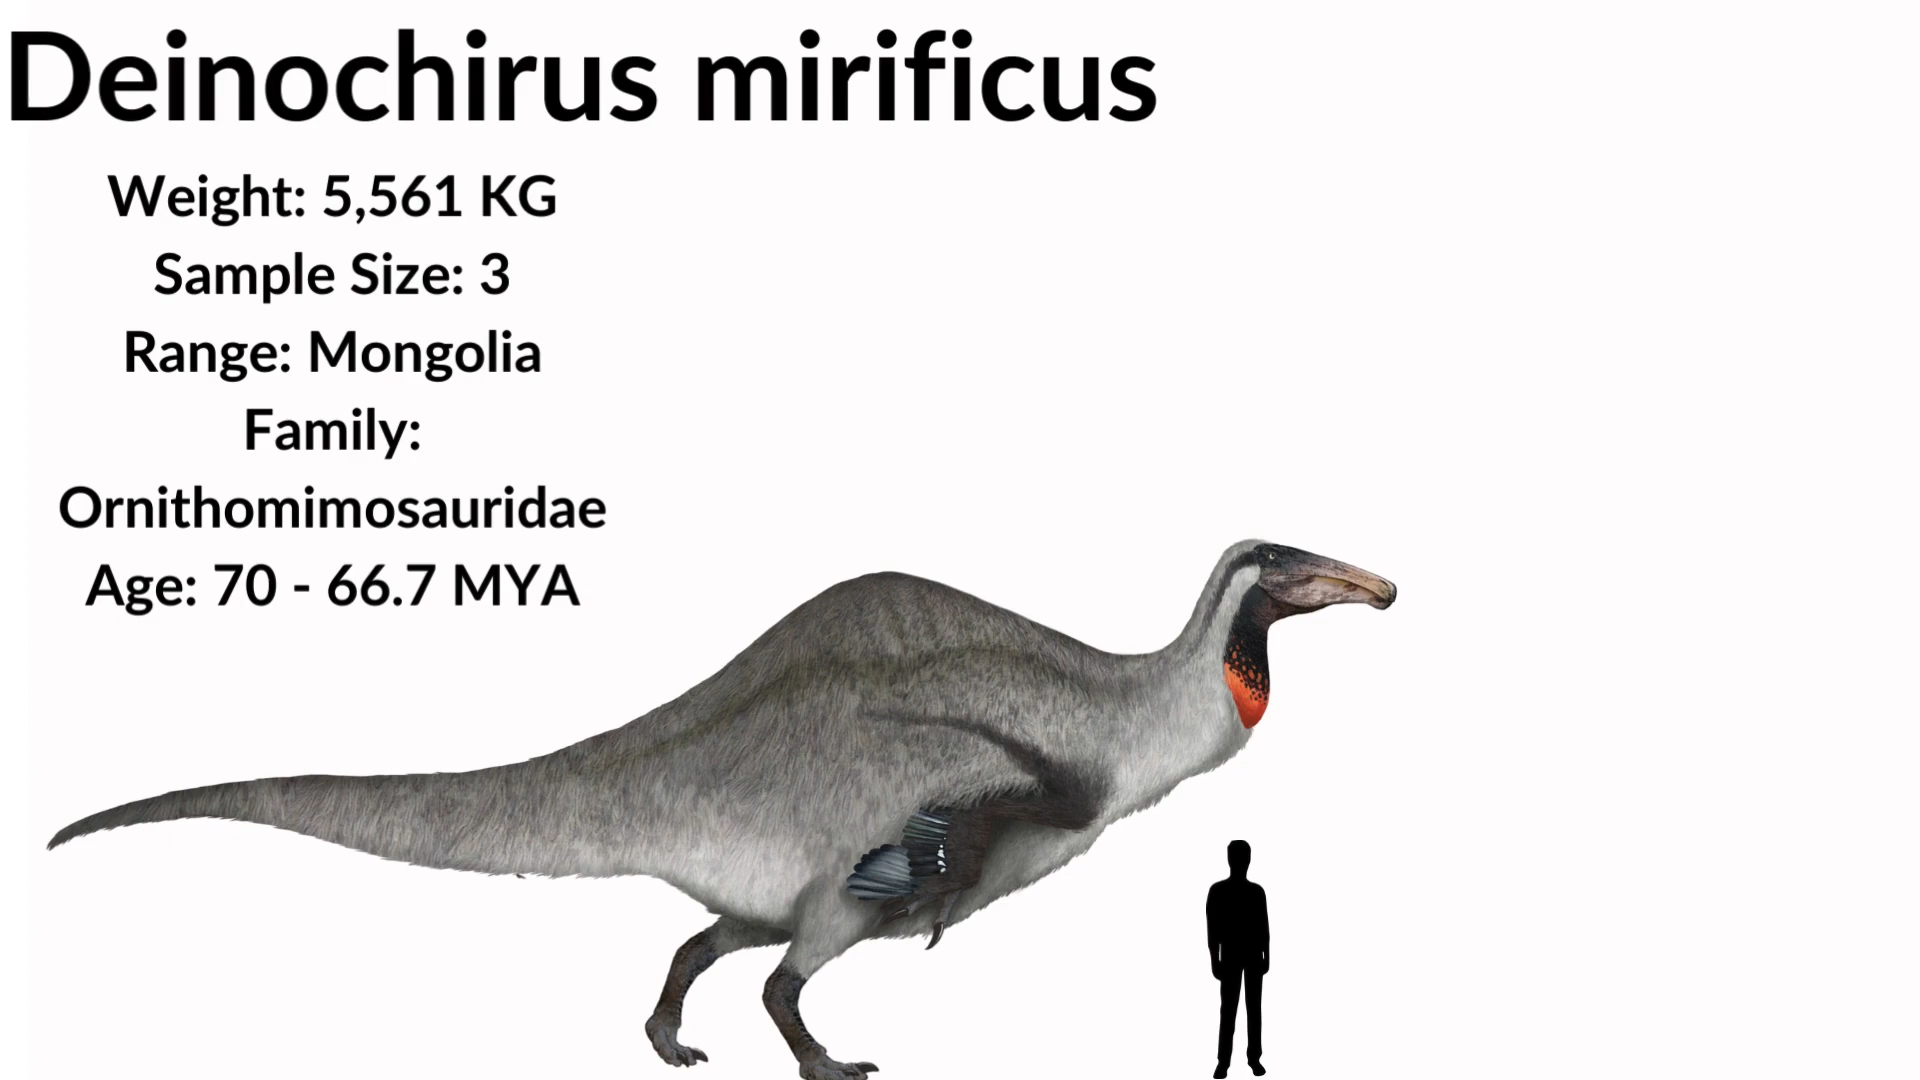 Deinochirus mirificus
Weight: 5,561 KG
Sample Size: 3
Range: Mongolia
Family:
Ornithomimosauridae
Age: 70 - 66.7 MYA